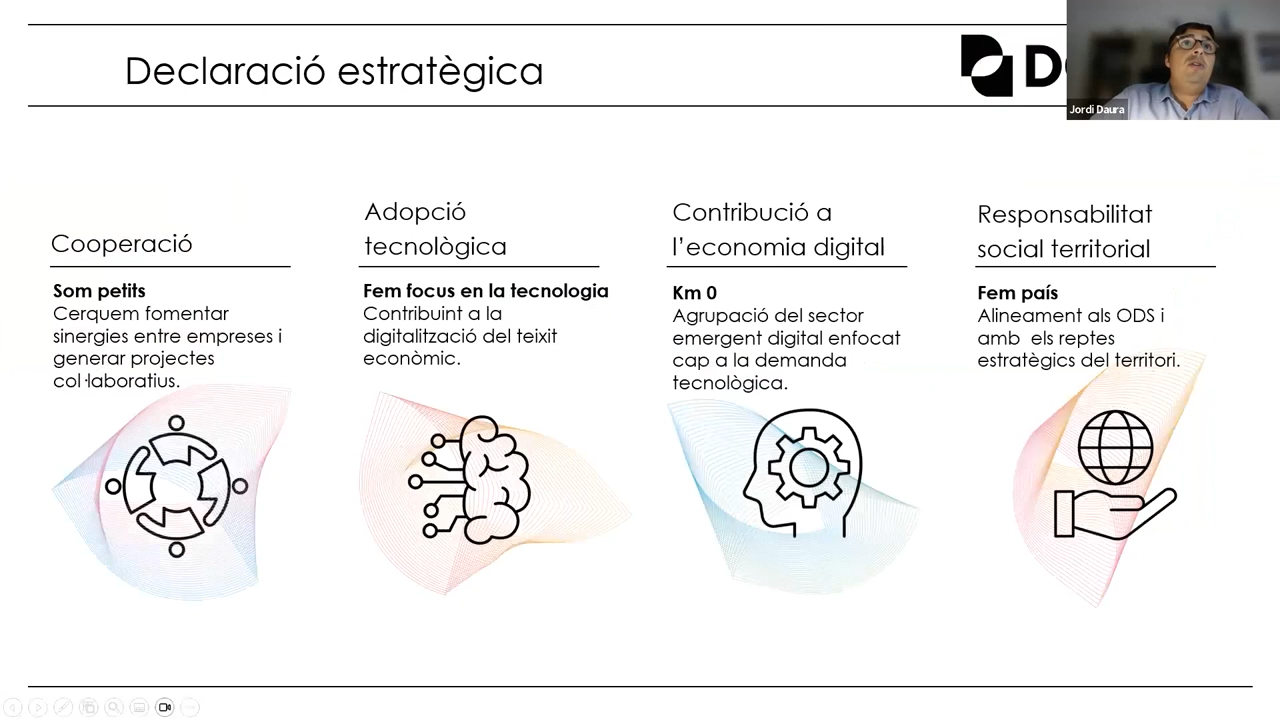 Declaració estratègica
Jordi Daura
Cooperació
Som petits
Cerquem fomentar
sinergies entre empreses i
generar projectes
col·laboratius.
Adopció
tecnològica
Fem focus en la tecnologia
Contribuint a la
digitalització del teixit
econòmic.
Contribució a
l’economia digital
Km 0
Agrupació del sector
emergent digital enfocat
cap a la demanda
tecnològica.
Responsabilitat
social territorial
Fem país
Alineament als ODS i
amb els reptes
estratègics del territori.